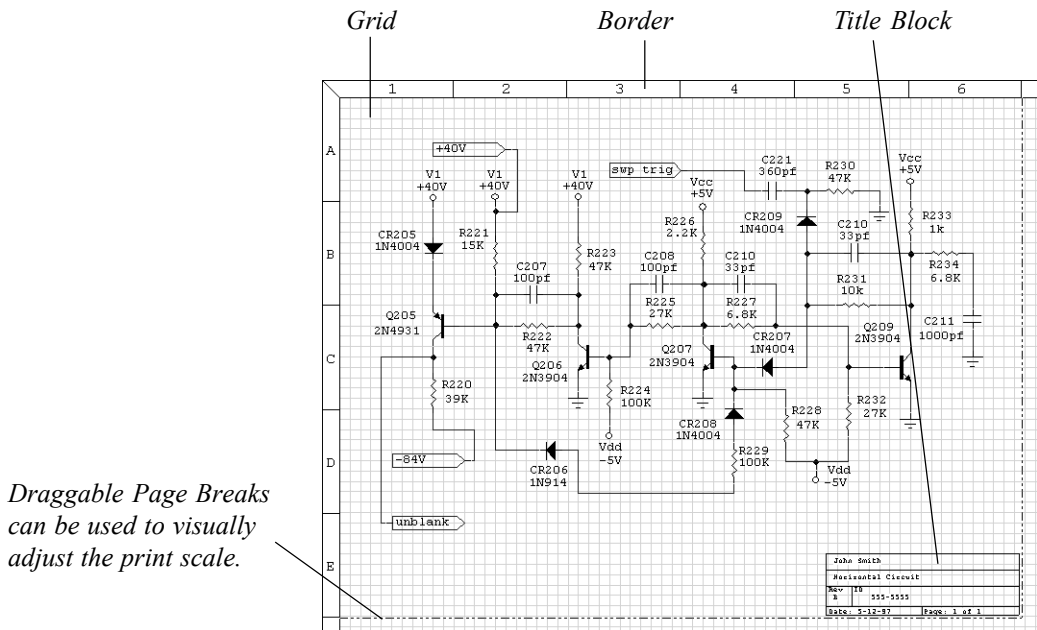 Grid
Border
Title Block
1 2 3 4 5 6
A
B
C
D
E
+40V
V1
+40V
V1
+40V
V1
+40V
swp trig
C221
360pf
R230
47K
Vcc
+5V
Vcc
+5V
CR205
1N4004
R221
15K
R223
47K
R226
2.2K
CR209
1N4004
C210
33pf
R233
1k
C207
100pf
C208
100pf
C210
33pf
R231
10k
R234
6.8K
R225
27K
R227
6.8K
Q205
2N4931
R222
47K
Q206
2N3904
Q207
2N3904
CR207
1N4004
Q209
2N3904
C211
1000pf
R220
39K
R224
100K
CR208
1N4004
R228
47K
R232
27K
Vdd
-5V
R229
100K
Vdd
-5V
-84V
CR206
1N914
unblank
Draggable Page Breaks
can be used to visually
adjust the print scale.
John Smith
Horizontal Circuit
Rev ID
B 555-5555
Date: 5-12-97 Page: 1 of 1